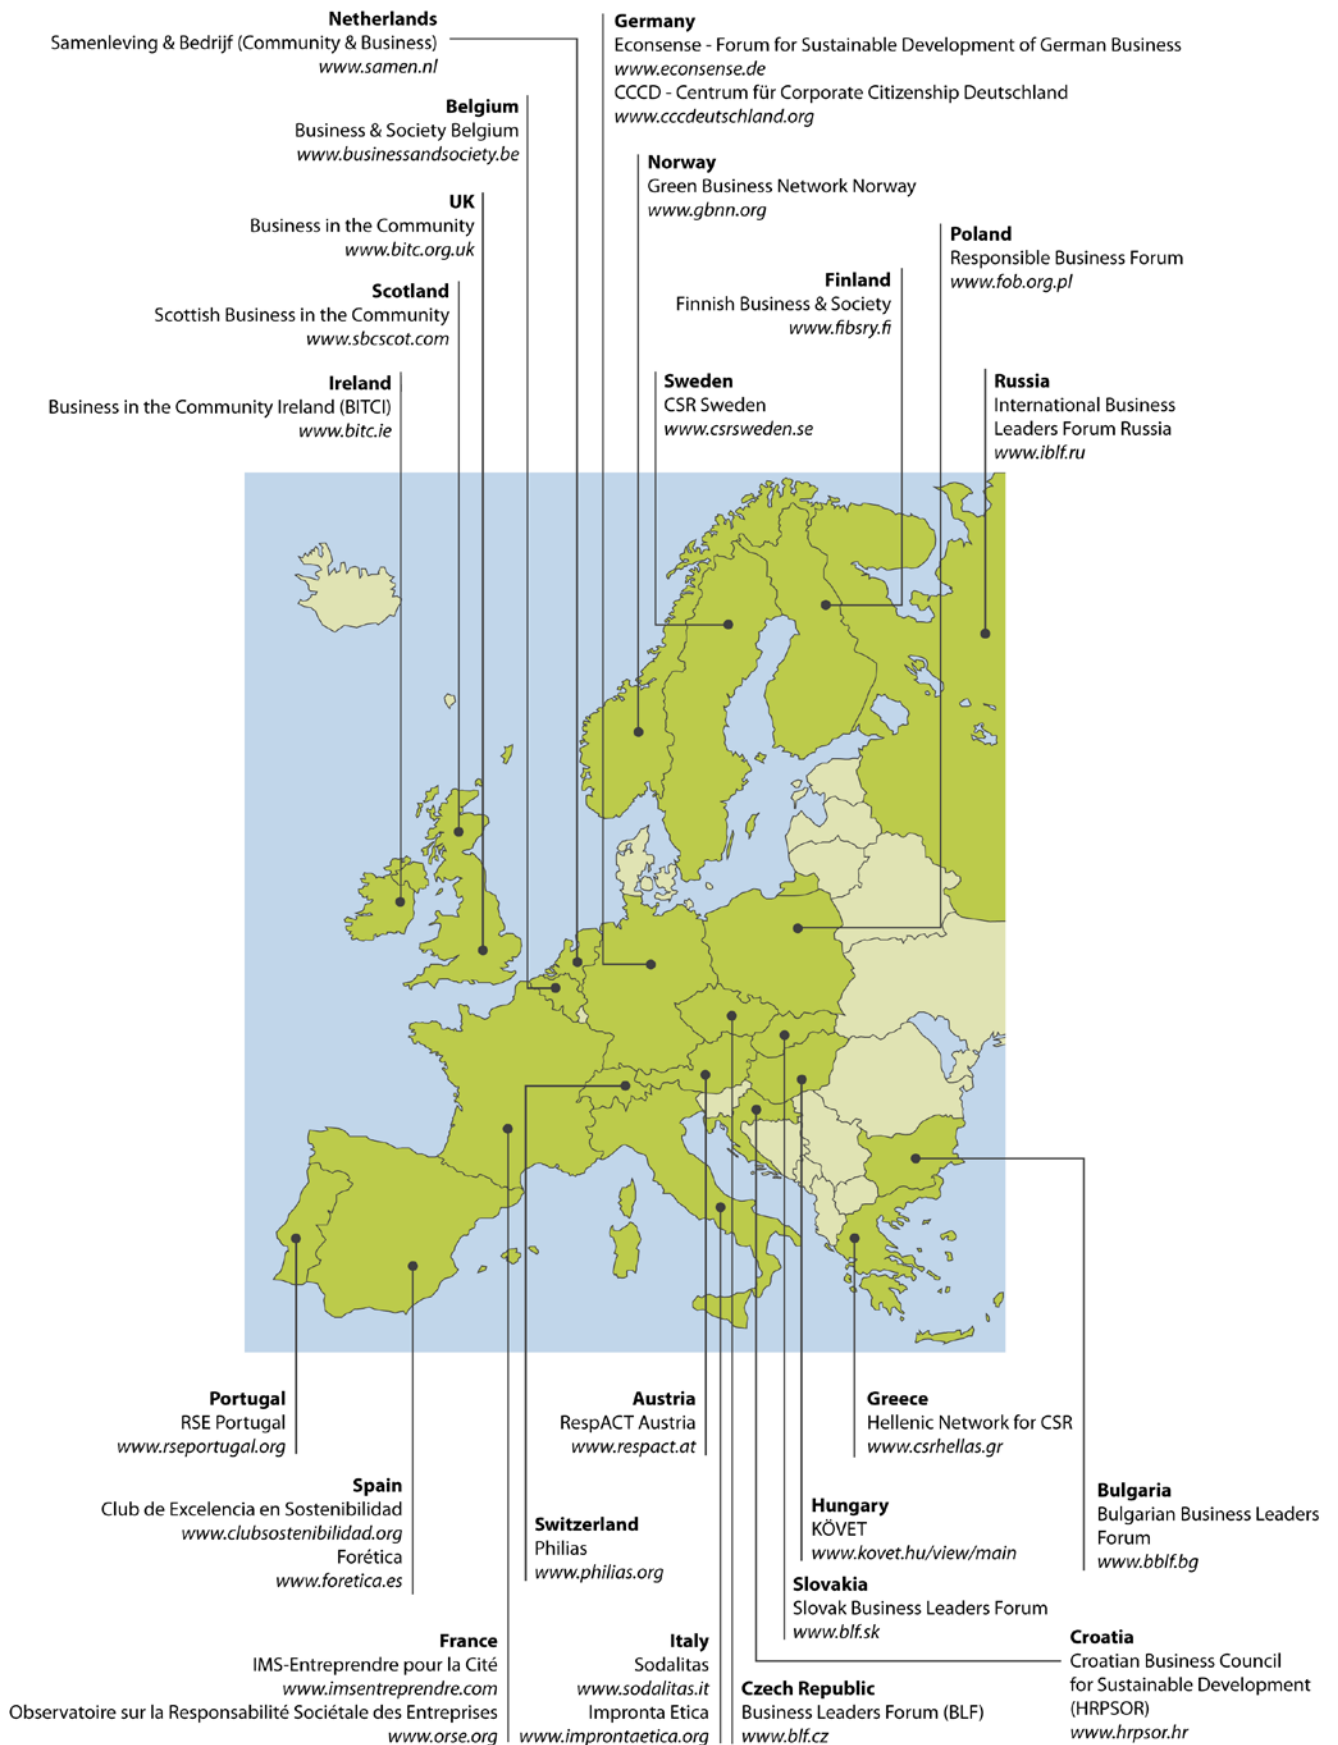 Netherlands
Samenleving & Bedrijf (Community & Business)
www.samen.nl
Germany
Econsense - Forum for Sustainable Development of German Business
www.econsense.de
CCCD - Centrum für Corporate Citizenship Deutschland
www.cccdeutschland.org
Belgium
Business & Society Belgium
www.businessandsociety.be
Norway
Green Business Network Norway
www.gbnn.org
UK
Business in the Community
www.bitc.org.uk
Poland
Responsible Business Forum
www.fob.org.pl
Finland
Finnish Business & Society
www.fibsry.fi
Scotland
Scottish Business in the Community
www.sbcscot.com
Ireland
Business in the Community Ireland (BITCI)
www.bitc.ie
Sweden
CSR Sweden
www.csrsweden.se
Russia
International Business
Leaders Forum Russia
www.iblf.ru
Portugal
RSE Portugal
www.rseportugal.org
Austria
RespACT Austria
www.respact.at
Greece
Hellenic Network for CSR
www.csrhellas.gr
Spain
Club de Excelencia en Sostenibilidad
www.clubsostenibilidad.org
Forética
www.foretica.es
Switzerland
Philias
www.philias.org
Hungary
KÖVET
www.kovet.hu/view/main
Bulgaria
Bulgarian Business Leaders
Forum
www.bblf.bg
Slovakia
Slovak Business Leaders Forum
www.blf.sk
France
IMS-Entreprendre pour la Cité
www.imsentreprendre.com
Observatoire sur la Responsabilité Sociétale des Entreprises
www.orse.org
Italy
Sodalitas
www.sodalitas.it
Impronta Etica
www.improntaetica.org
Czech Republic
Business Leaders Forum (BLF)
www.blf.cz
Croatia
Croatian Business Council
for Sustainable Development
(HRPSOR)
www.hrpsor.hr